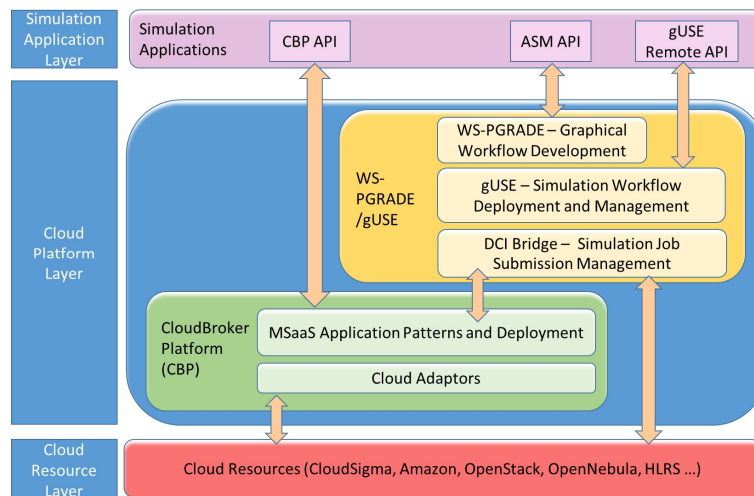 Simulation
Application
Layer
Simulation
Applications
CBP API
ASM API
gUSE
Remote API
Cloud
Platform
Layer
WS-PGRADE – Graphical
Workflow Development
WS-
PGRADE
/gUSE
gUSE – Simulation Workflow
Deployment and Management
DCI Bridge – Simulation Job
Submission Management
CloudBroker
Platform
(CBP)
MSaaS Application Patterns and Deployment
Cloud Adaptors
Cloud
Resource
Layer
Cloud Resources (CloudSigma, Amazon, OpenStack, OpenNebula, HLRS ...)